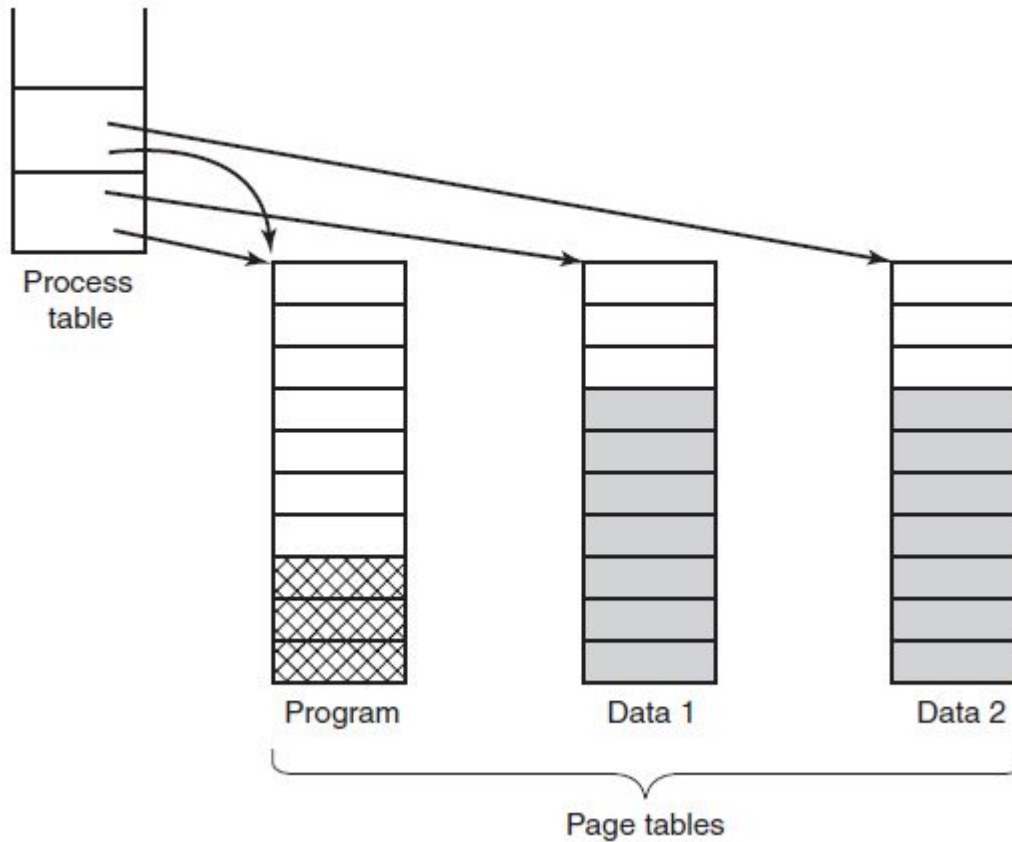 Process
table
Program
Data 1
Data 2
Page tables